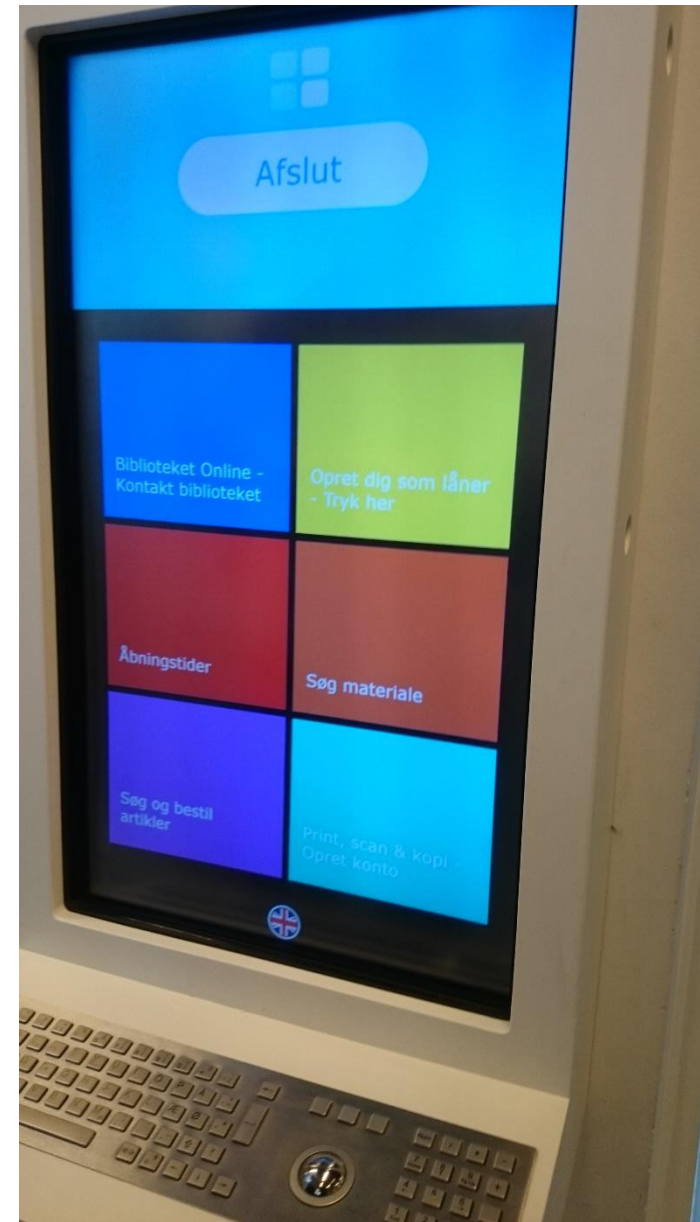 Afslut
Biblioteket Online -
Kontakt biblioteket
Opret dig som låner
- Tryk her
Åbningstider
Søg materiale
Søg og bestil
artikler
Print, scan & kopi -
Opret konto